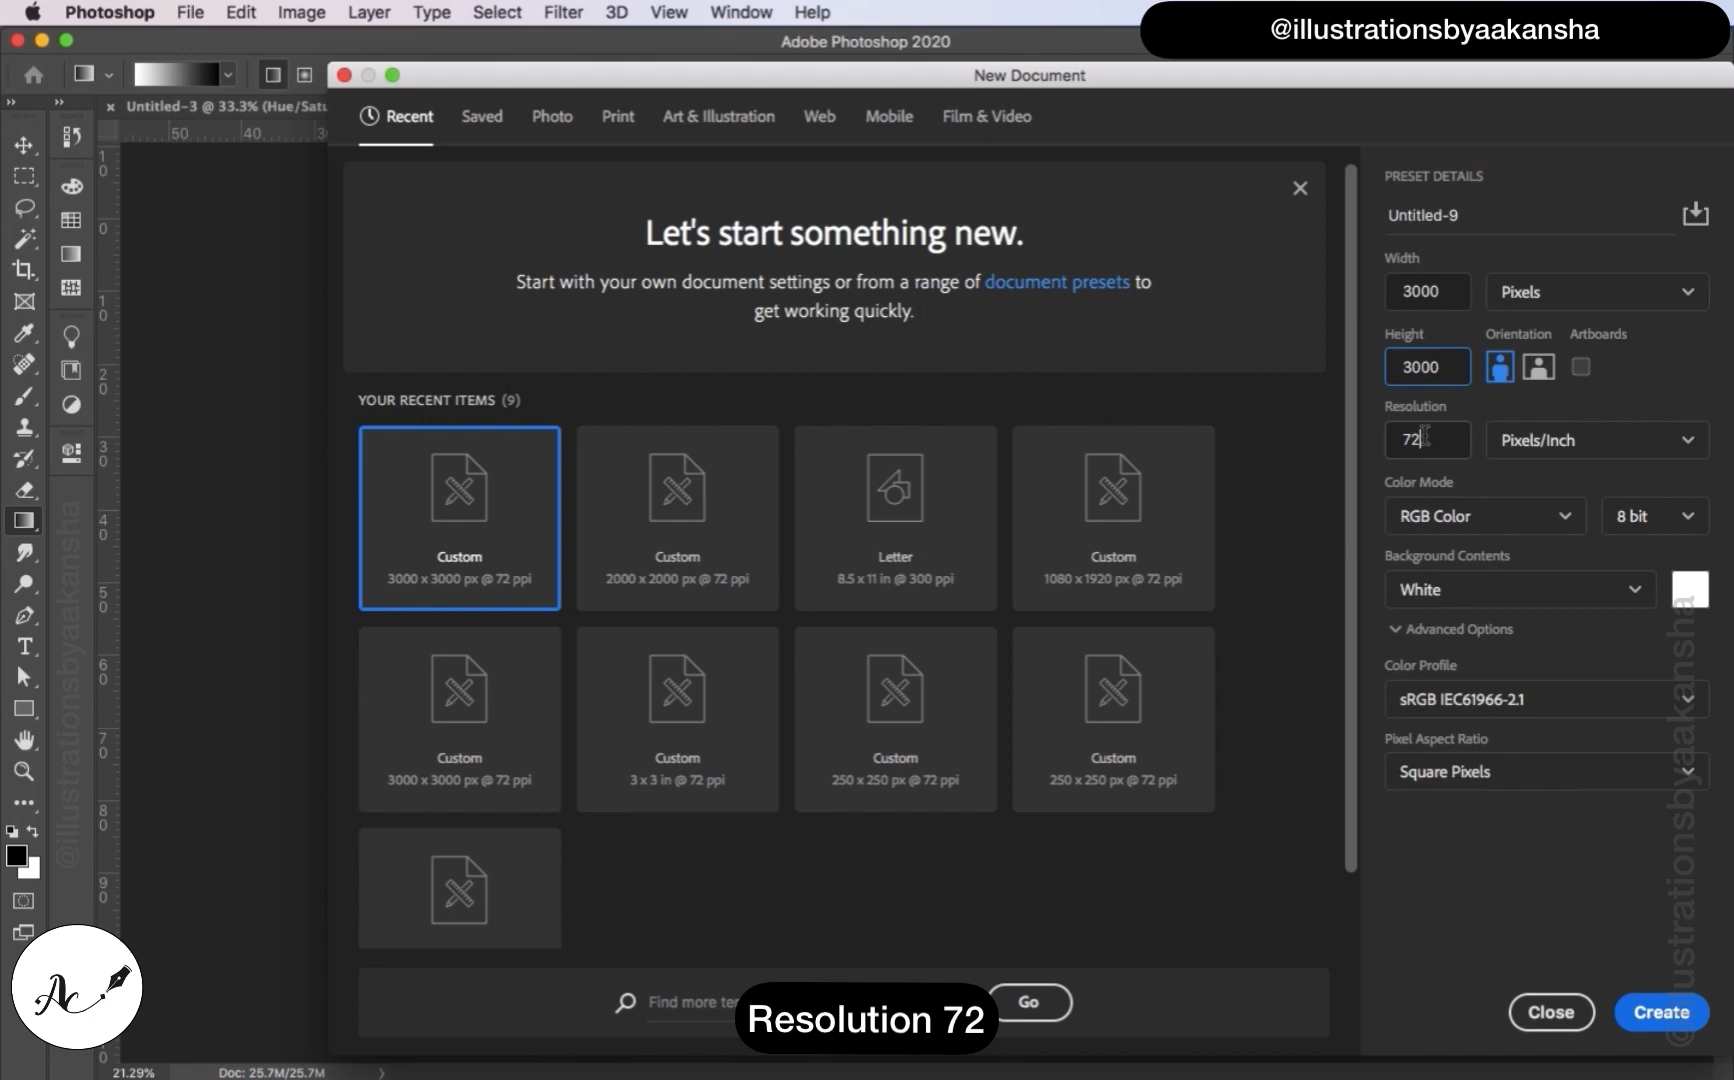 Photoshop File Edit Image Layer Type Select Filter 3D View Window Help
@illustrationsbyaakansha
Adobe Photoshop 2020
New Document
Untitled-3 @ 33.3% (Hue/Satu
50 40
Recent Saved Photo Print Art & Illustration Web Mobile Film & Video
Let's start something new.
Start with your own document settings or from a range of document presets to
get working quickly.
YOUR RECENT ITEMS (9)
Custom
3000 x 3000 px @ 72 ppi
Custom
2000 x 2000 px @ 72 ppi
Letter
8.5 x 11 in @ 300 ppi
Custom
1080 x 1920 px @ 72 ppi
Custom
3000 x 3000 px @ 72 ppi
Custom
3 x 3 in @ 72 ppi
Custom
250 x 250 px @ 72 ppi
Custom
250 x 250 px @ 72 ppi
Go
Resolution 72
PRESET DETAILS
Untitled-9
Width
3000 Pixels
Height Orientation Artboards
3000
Resolution
72 Pixels/Inch
Color Mode
RGB Color 8 bit
Background Contents
White
Advanced Options
Color Profile
sRGB IEC61966-2.1
Pixel Aspect Ratio
Square Pixels
Close Create
@illustrationsbyaakansha
@illustrationsbyaakansha
Ac
21.29% Doc: 25.7M/25.7M